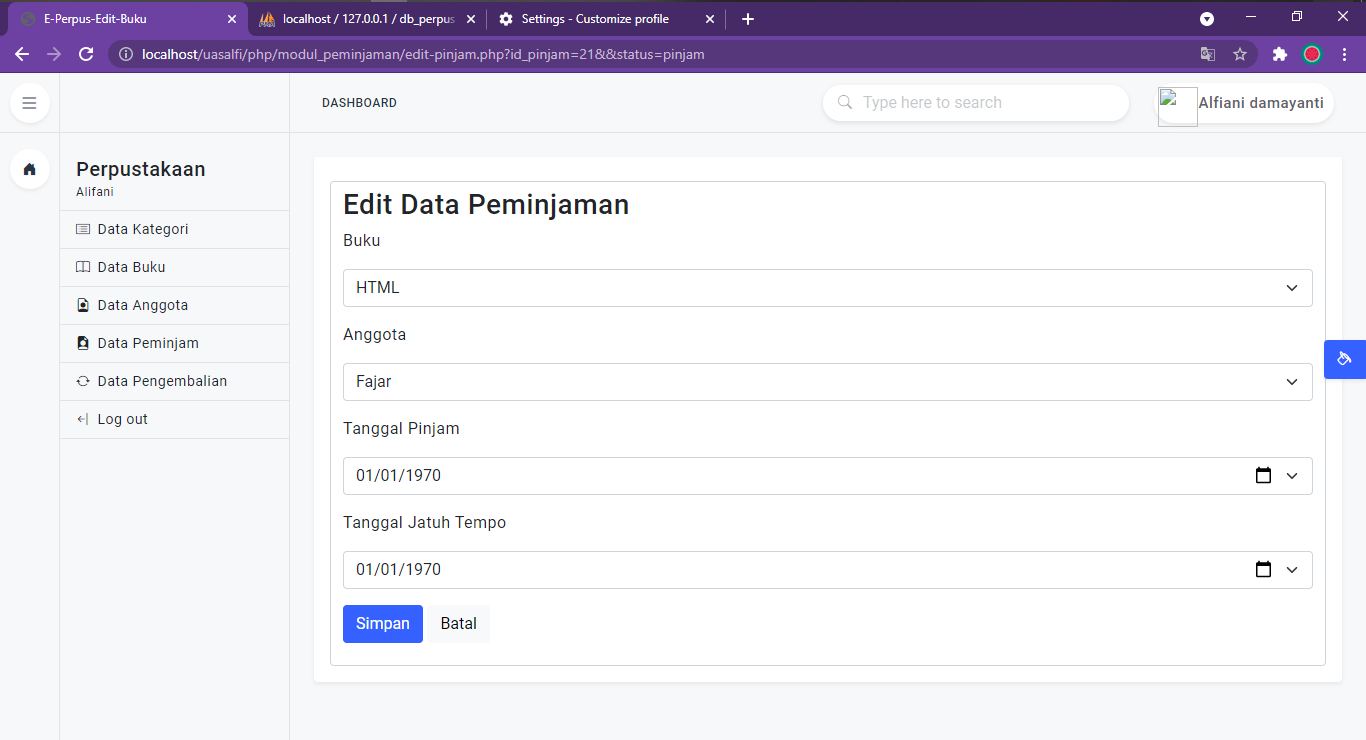 E-Perpus-Edit-Buku
localhost / 127.0.0.1 / db_perpus
Settings - Customize profile
localhost/uasalfi/php/modul_peminjaman/edit-pinjam.php?id_pinjam=21&&status=pinjam
DASHBOARD
Type here to search
Alfiani damayanti
Perpustakaan
Alifani
Data Kategori
Data Buku
Data Anggota
Data Peminjam
Data Pengembalian
Log out
Edit Data Peminjaman
Buku
HTML
Anggota
Fajar
Tanggal Pinjam
01/01/1970
Tanggal Jatuh Tempo
01/01/1970
Simpan Batal